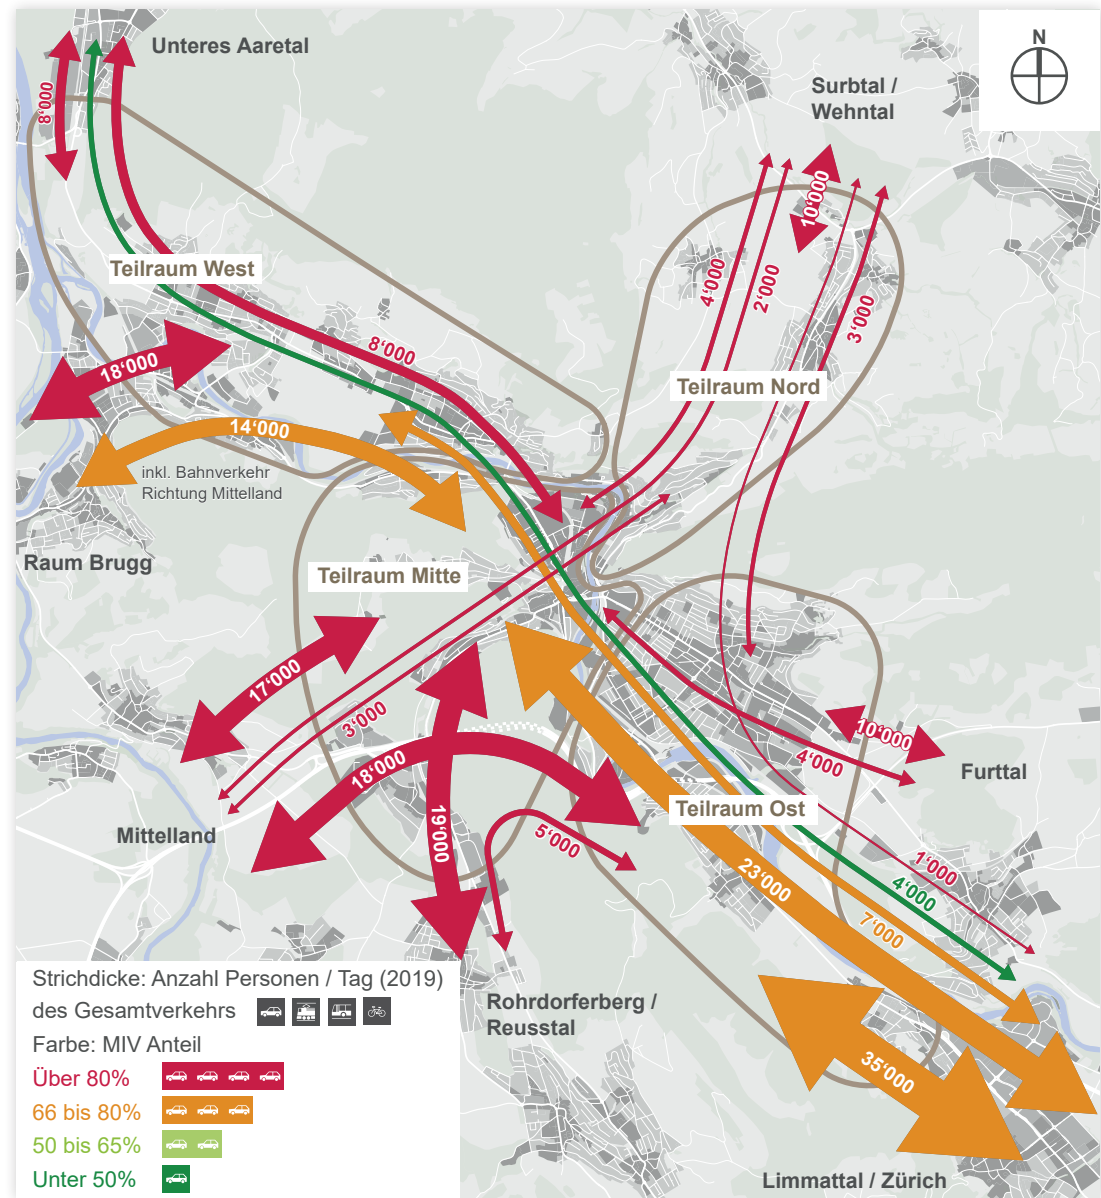 N
Unteres Aaretal
Surbtal /
Wehntal
8'000
10'000
Teilraum West
4'000
2'000
3'000
8'000
18'000
Teilraum Nord
14'000
inkl. Bahnverkehr
Richtung Mittelland
Raum Brugg
Teilraum Mitte
17'000
3'000
10'000
4'000
Furttal
18'000
Teilraum Ost
Mittelland
19'000
5'000
23'000
1'000
4'000
7'000
Strichdicke: Anzahl Personen / Tag (2019)
des Gesamtverkehrs
Farbe: MIV Anteil
Über 80%
66 bis 80%
50 bis 65%
Unter 50%
Rohrdorferberg /
Reusstal
35'000
Limmattal / Zürich